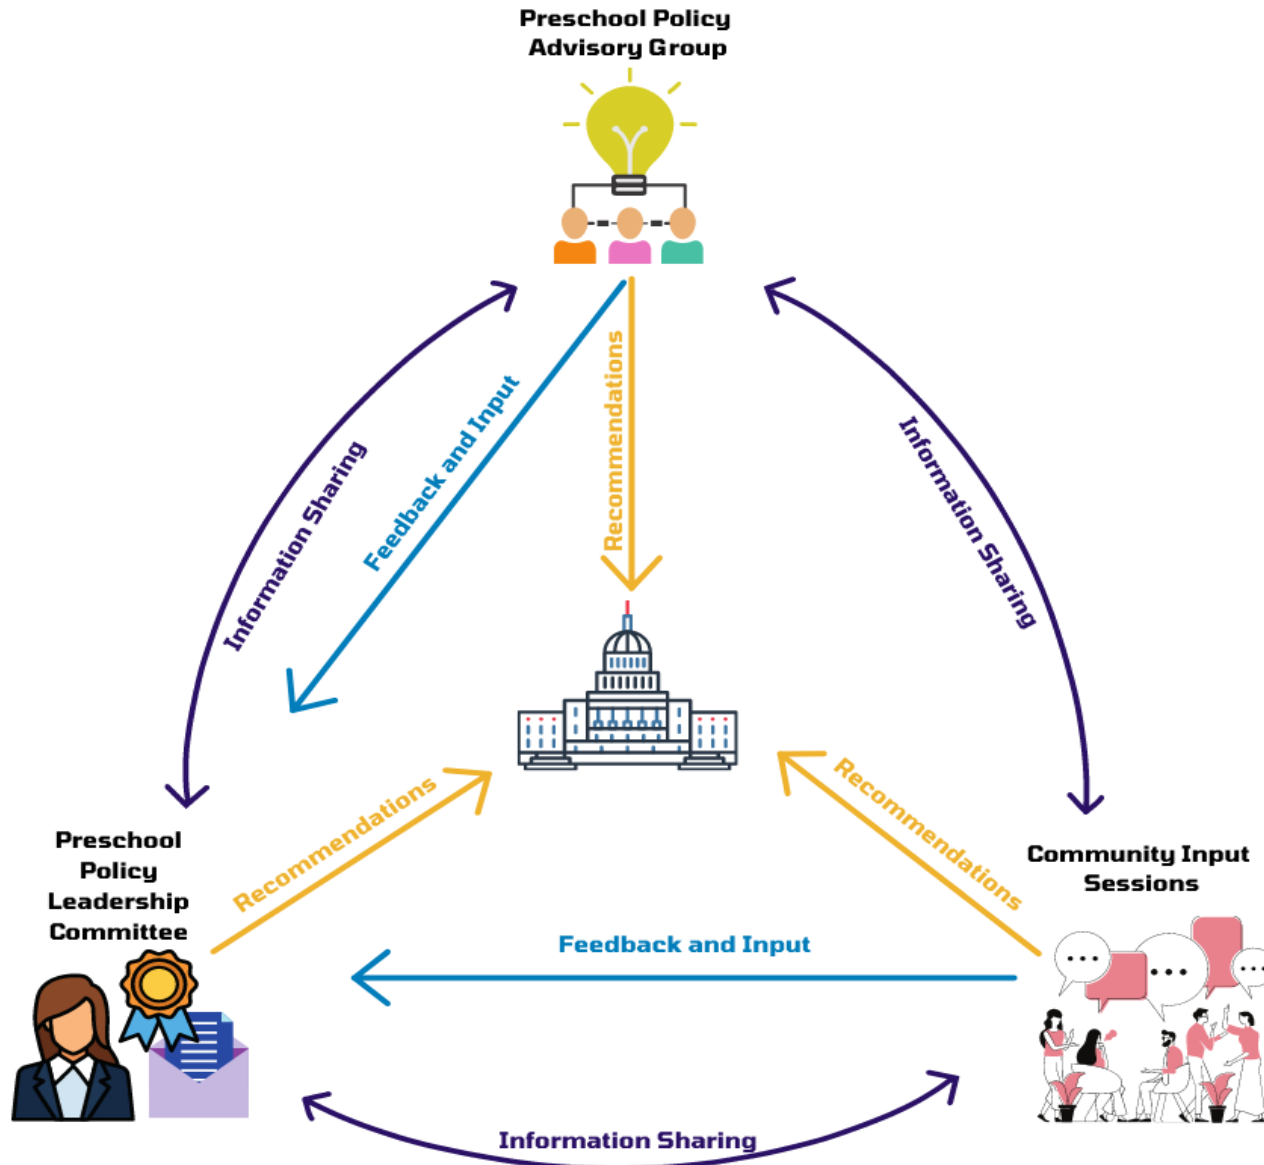 Preschool Policy
Advisory Group
Recommendations
Feedback and Input
Information Sharing
Information Sharing
Recommendations
Recommendations
Preschool
Policy
Leadership
Committee
Community Input
Sessions
Feedback and Input
Information Sharing